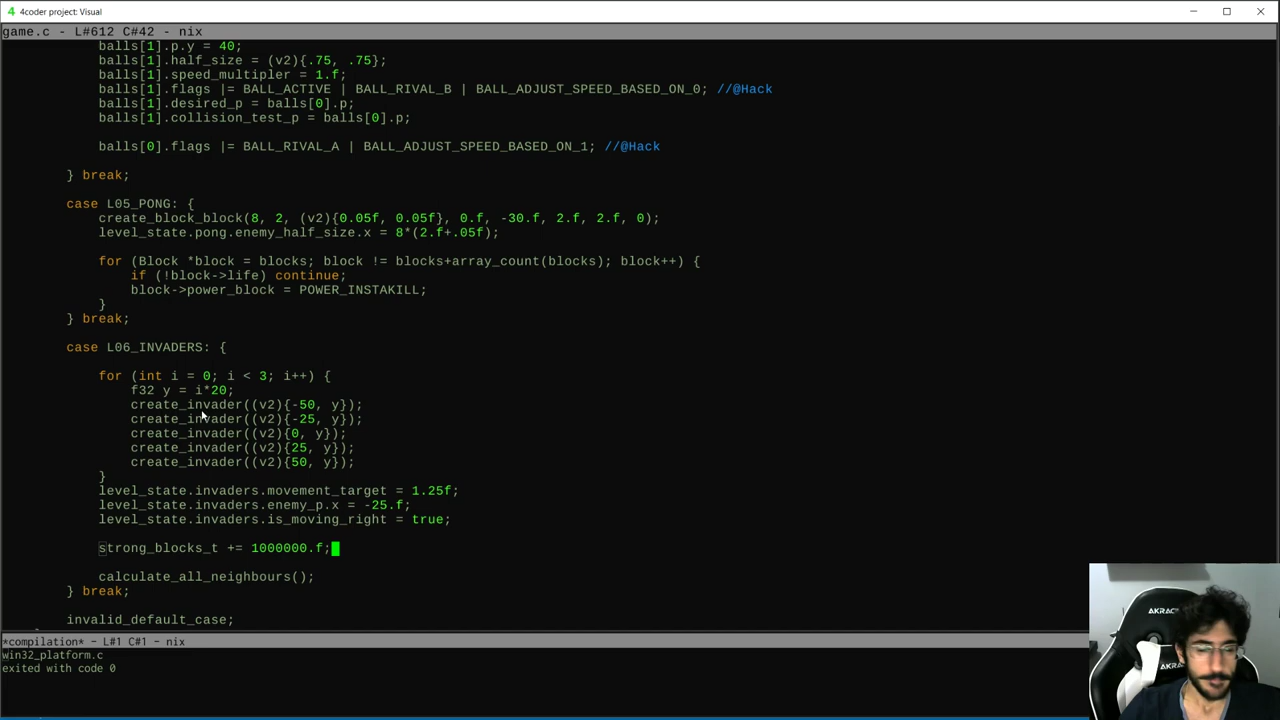 4 4coder project: Visual
game.c - L#612 C#42 - nix
balls[1].p.y = 40;
balls[1].half_size = (v2){.75, .75};
balls[1].speed_multipler = 1.f;
balls[1].flags |= BALL_ACTIVE | BALL_RIVAL_B | BALL_ADJUST_SPEED_BASED_ON_0; //@Hack
balls[1].desired_p = balls[0].p;
balls[1].collision_test_p = balls[0].p;
balls[0].flags |= BALL_RIVAL_A | BALL_ADJUST_SPEED_BASED_ON_1; //@Hack
} break;
case L05_PONG: {
create_block_block(8, 2, (v2){0.05f, 0.05f}, 0.f, -30.f, 2.f, 2.f, 0);
level_state.pong.enemy_half_size.x = 8*(2.f+.05f);
for (Block *block = blocks; block != blocks+array_count(blocks); block++) {
if (!block->life) continue;
block->power_block = POWER_INSTAKILL;
}
} break;
case L06_INVADERS: {
for (int i = 0; i < 3; i++) {
f32 y = i*20;
create_invader((v2){-50, y});
create_invader((v2){-25, y});
create_invader((v2){0, y});
create_invader((v2){25, y});
create_invader((v2){50, y});
}
level_state.invaders.movement_target = 1.25f;
level_state.invaders.enemy_p.x = -25.f;
level_state.invaders.is_moving_right = true;
strong_blocks_t += 1000000.f;
calculate_all_neighbours();
} break;
invalid_default_case;
*compilation* - L#1 C#1 - nix
win32_platform.c
exited with code 0
AKRAC